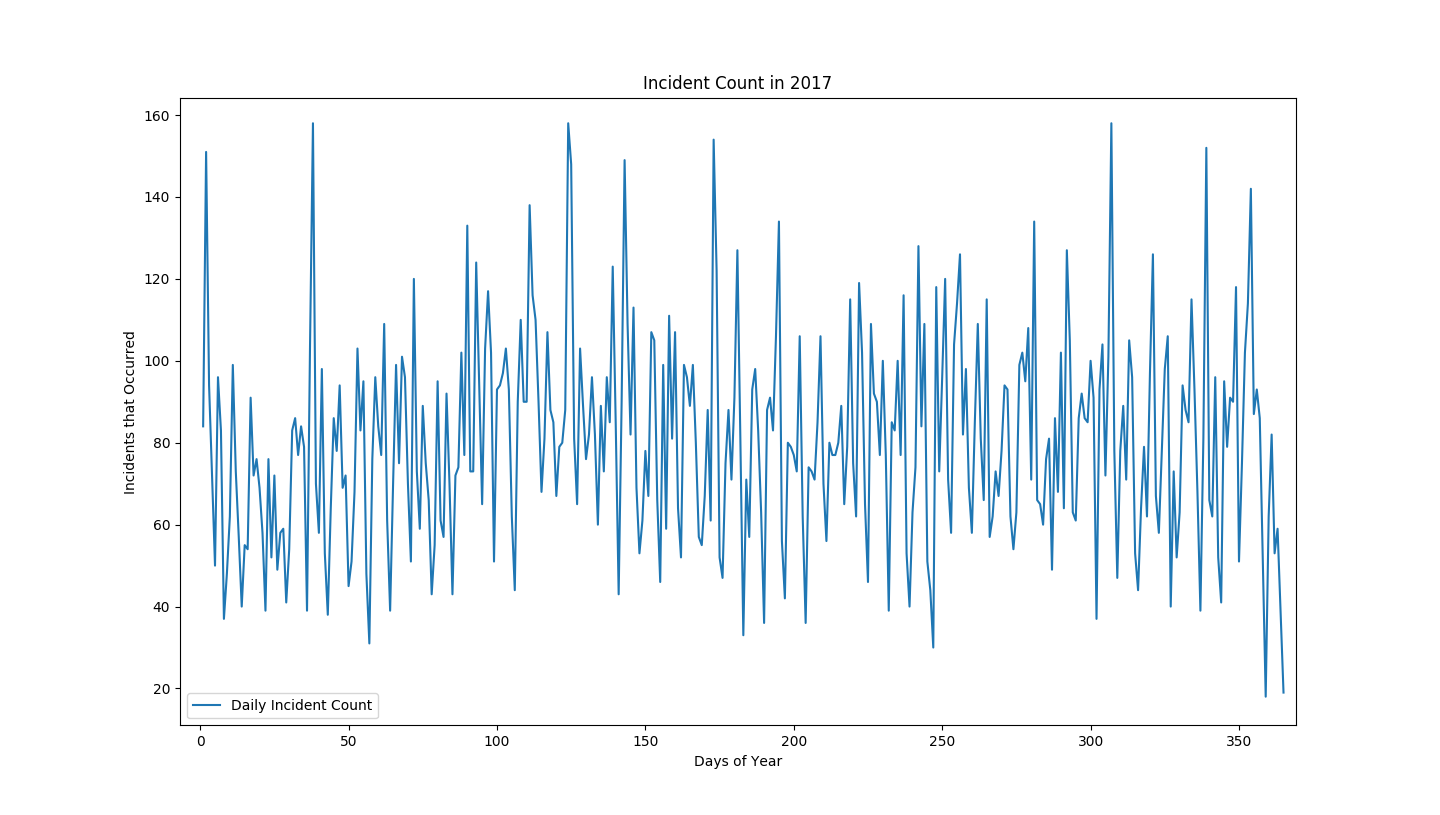 Incident Count in 2017
160
140
120
100
80
60
40
20
Incidents that Occurred
Daily Incident Count
0 50 100 150 200 250 300 350
Days of Year